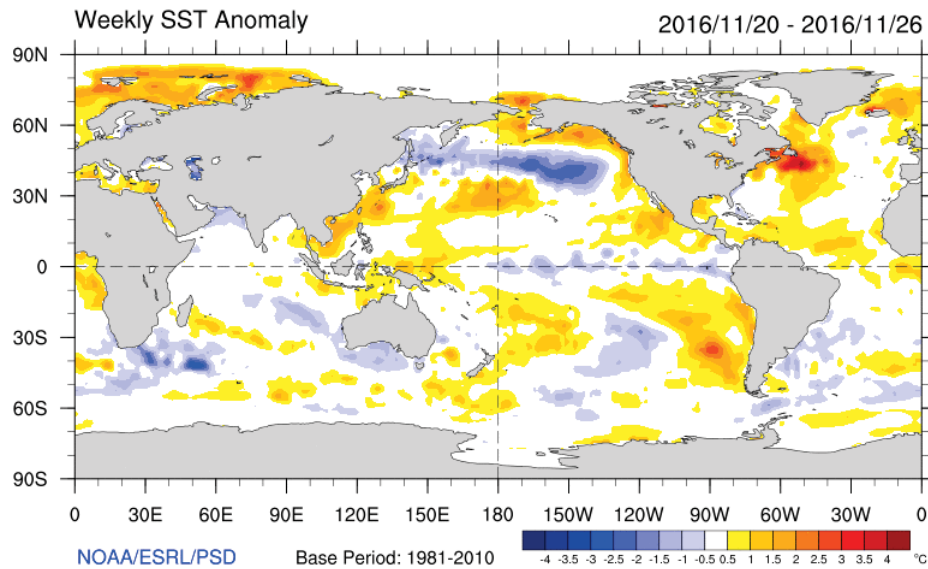 Weekly SST Anomaly 2016/11/20 - 2016/11/26
90N
60N
30N
0
30S
60S
90S
0 30E 60E 90E 120E 150E 180 150W 120W 90W 60W 30W 0
NOAA/ESRL/PSD Base Period: 1981-2010
-4 -3.5 -3 -2.5 -2 -1.5 -1 -0.5 0.5 1 1.5 2 2.5 3 3.5 4 °C